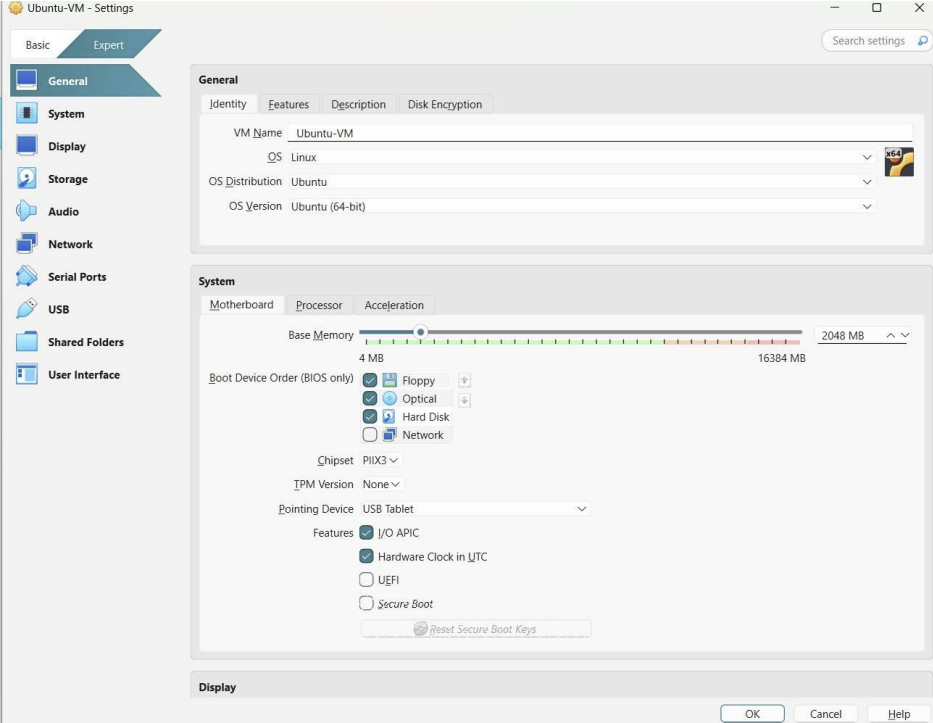 Ubuntu-VM - Settings
Basic
Expert
Search settings
General
System
Display
Storage
Audio
Network
Serial Ports
USB
Shared Folders
User Interface
General
Identity Features Description Disk Encryption
VM Name Ubuntu-VM
OS Linux
x64
OS Distribution Ubuntu
OS Version Ubuntu (64-bit)
System
Motherboard Processor Acceleration
Base Memory 2048 MB
4 MB 16384 MB
Boot Device Order (BIOS only) Floppy
Optical
Hard Disk
Network
Chipset PIIX3
TPM Version None
Pointing Device USB Tablet
Features I/O APIC
Hardware Clock in UTC
UEFI
Secure Boot
Reset Secure Boot Keys
Display
OK Cancel Help